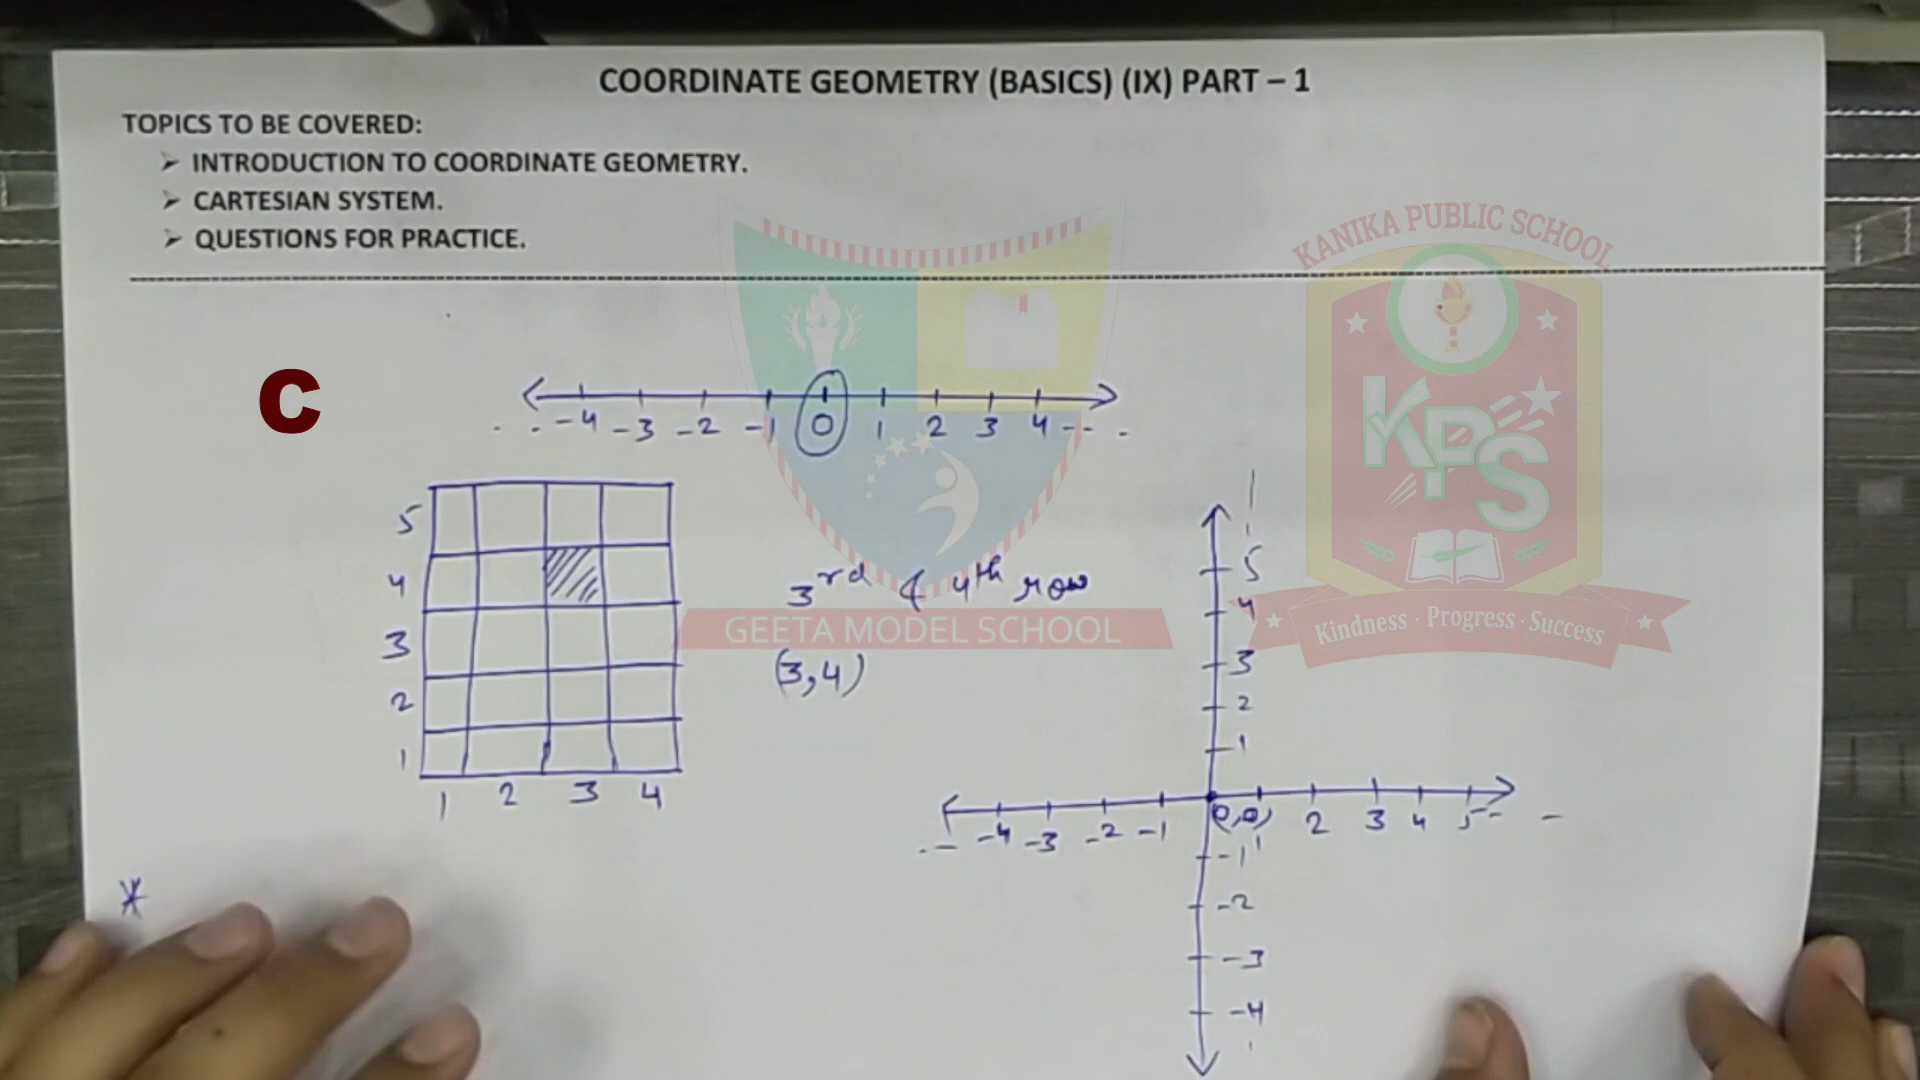 COORDINATE GEOMETRY (BASICS) (IX) PART – 1
TOPICS TO BE COVERED:
➢ INTRODUCTION TO COORDINATE GEOMETRY.
➢ CARTESIAN SYSTEM.
➢ QUESTIONS FOR PRACTICE.
KANIKA PUBLIC SCHOOL
KPS
Kindness · Progress · Success
GEETA MODEL SCHOOL
C
-4 -3 -2 -1 0 1 2 3 4
5
4
3
2
1
1 2 3 4
3rd & 4th row
(3,4)
5
4
3
2
1
-4 -3 -2 -1 (0,0) 1 2 3 4 5
-1
-2
-3
-4
*